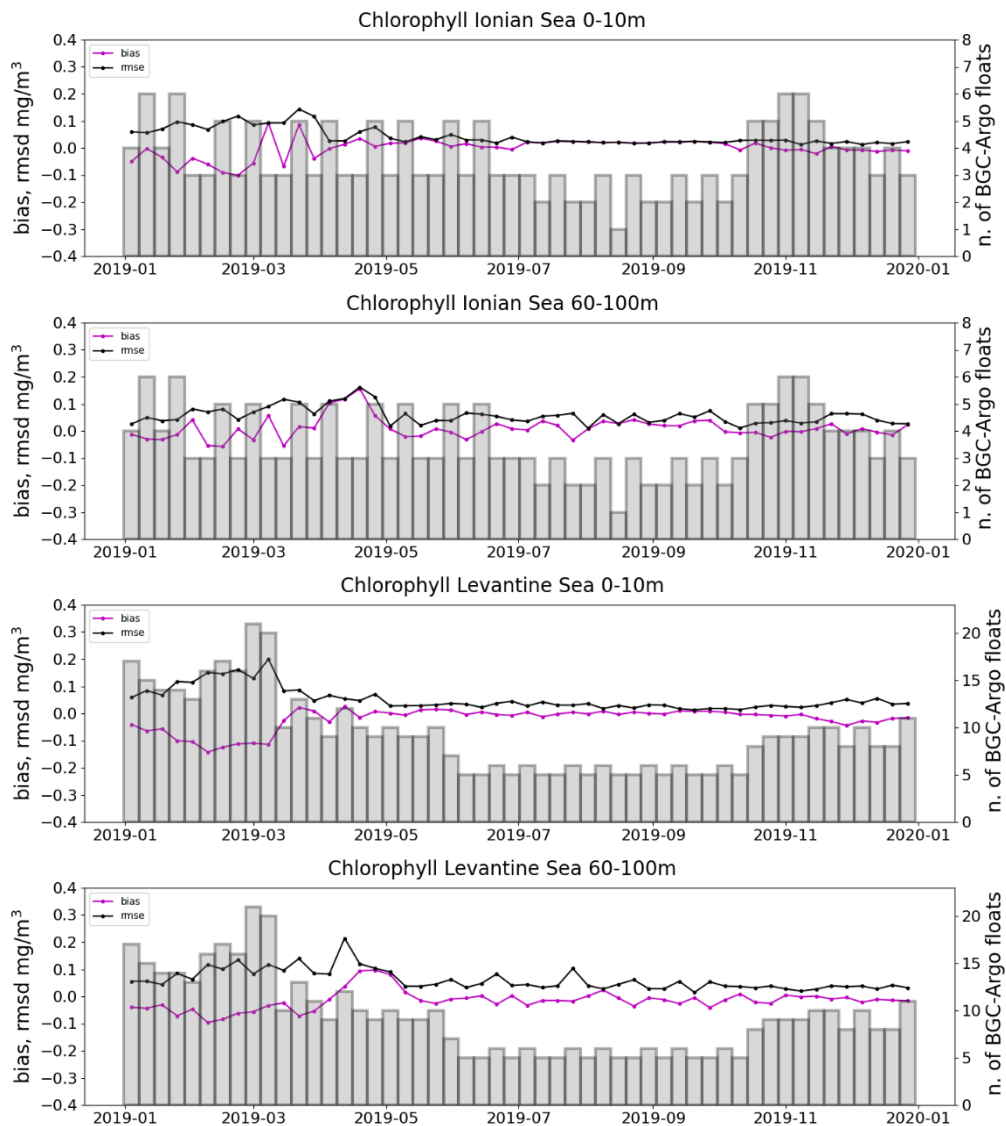 Chlorophyll Ionian Sea 0-10m
bias, rmsd mg/m³
0.4
0.3
0.2
0.1
0.0
−0.1
−0.2
−0.3
−0.4
bias
rmse
8
7
6
5
4
3
2
1
0
n. of BGC-Argo floats
2019-01 2019-03 2019-05 2019-07 2019-09 2019-11 2020-01
Chlorophyll Ionian Sea 60-100m
bias, rmsd mg/m³
0.4
0.3
0.2
0.1
0.0
−0.1
−0.2
−0.3
−0.4
bias
rmse
8
7
6
5
4
3
2
1
0
n. of BGC-Argo floats
2019-01 2019-03 2019-05 2019-07 2019-09 2019-11 2020-01
Chlorophyll Levantine Sea 0-10m
bias, rmsd mg/m³
0.4
0.3
0.2
0.1
0.0
−0.1
−0.2
−0.3
−0.4
bias
rmse
20
15
10
5
0
n. of BGC-Argo floats
2019-01 2019-03 2019-05 2019-07 2019-09 2019-11 2020-01
Chlorophyll Levantine Sea 60-100m
bias, rmsd mg/m³
0.4
0.3
0.2
0.1
0.0
−0.1
−0.2
−0.3
−0.4
bias
rmse
20
15
10
5
0
n. of BGC-Argo floats
2019-01 2019-03 2019-05 2019-07 2019-09 2019-11 2020-01